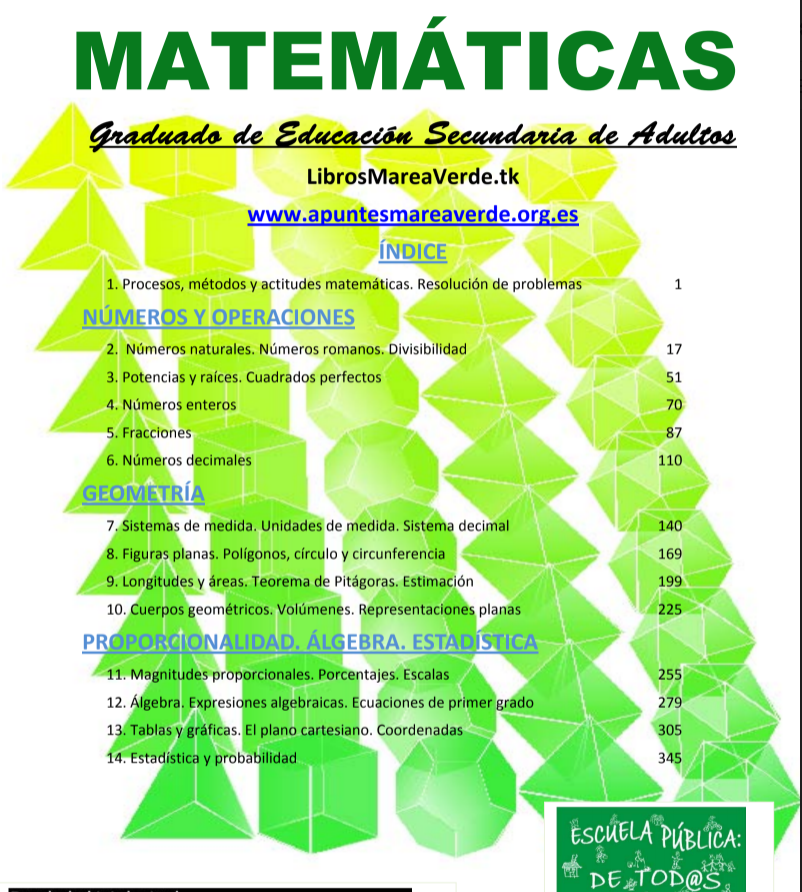 MATEMÁTICAS
Graduado de Educación Secundaria de Adultos
LibrosMareaVerde.tk
www.apuntesmareaverde.org.es
ÍNDICE
1. Procesos, métodos y actitudes matemáticas. Resolución de problemas 1
NÚMEROS Y OPERACIONES
2. Números naturales. Números romanos. Divisibilidad 17
3. Potencias y raíces. Cuadrados perfectos 51
4. Números enteros 70
5. Fracciones 87
6. Números decimales 110
GEOMETRÍA
7. Sistemas de medida. Unidades de medida. Sistema decimal 140
8. Figuras planas. Polígonos, círculo y circunferencia 169
9. Longitudes y áreas. Teorema de Pitágoras. Estimación 199
10. Cuerpos geométricos. Volúmenes. Representaciones planas 225
PROPORCIONALIDAD. ÁLGEBRA. ESTADÍSTICA
11. Magnitudes proporcionales. Porcentajes. Escalas 255
12. Álgebra. Expresiones algebraicas. Ecuaciones de primer grado 279
13. Tablas y gráficas. El plano cartesiano. Coordenadas 305
14. Estadística y probabilidad 345
ESCUELA PÚBLICA:
DE TOD@S